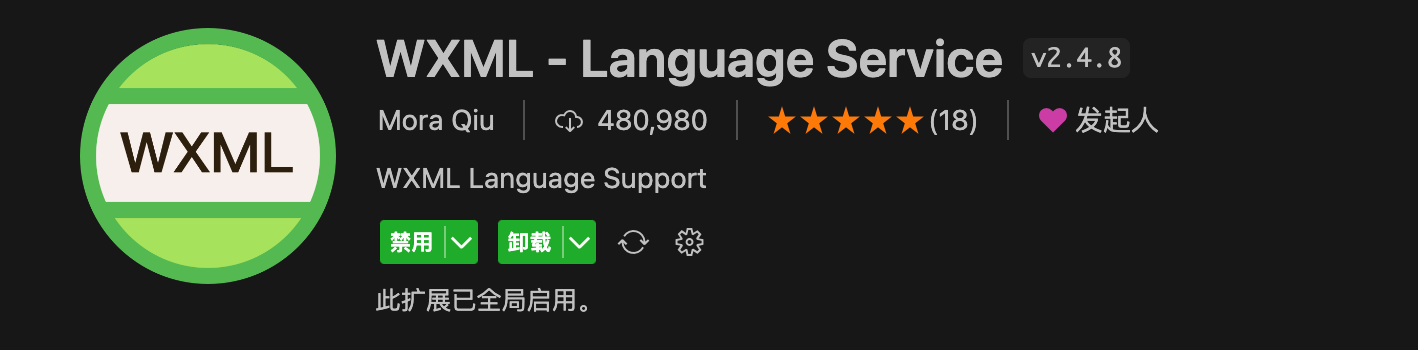 WXML
WXML - Language Service v2.4.8
Mora Qiu 480,980 (18) 发起人
WXML Language Support
禁用 卸载
此扩展已全局启用。